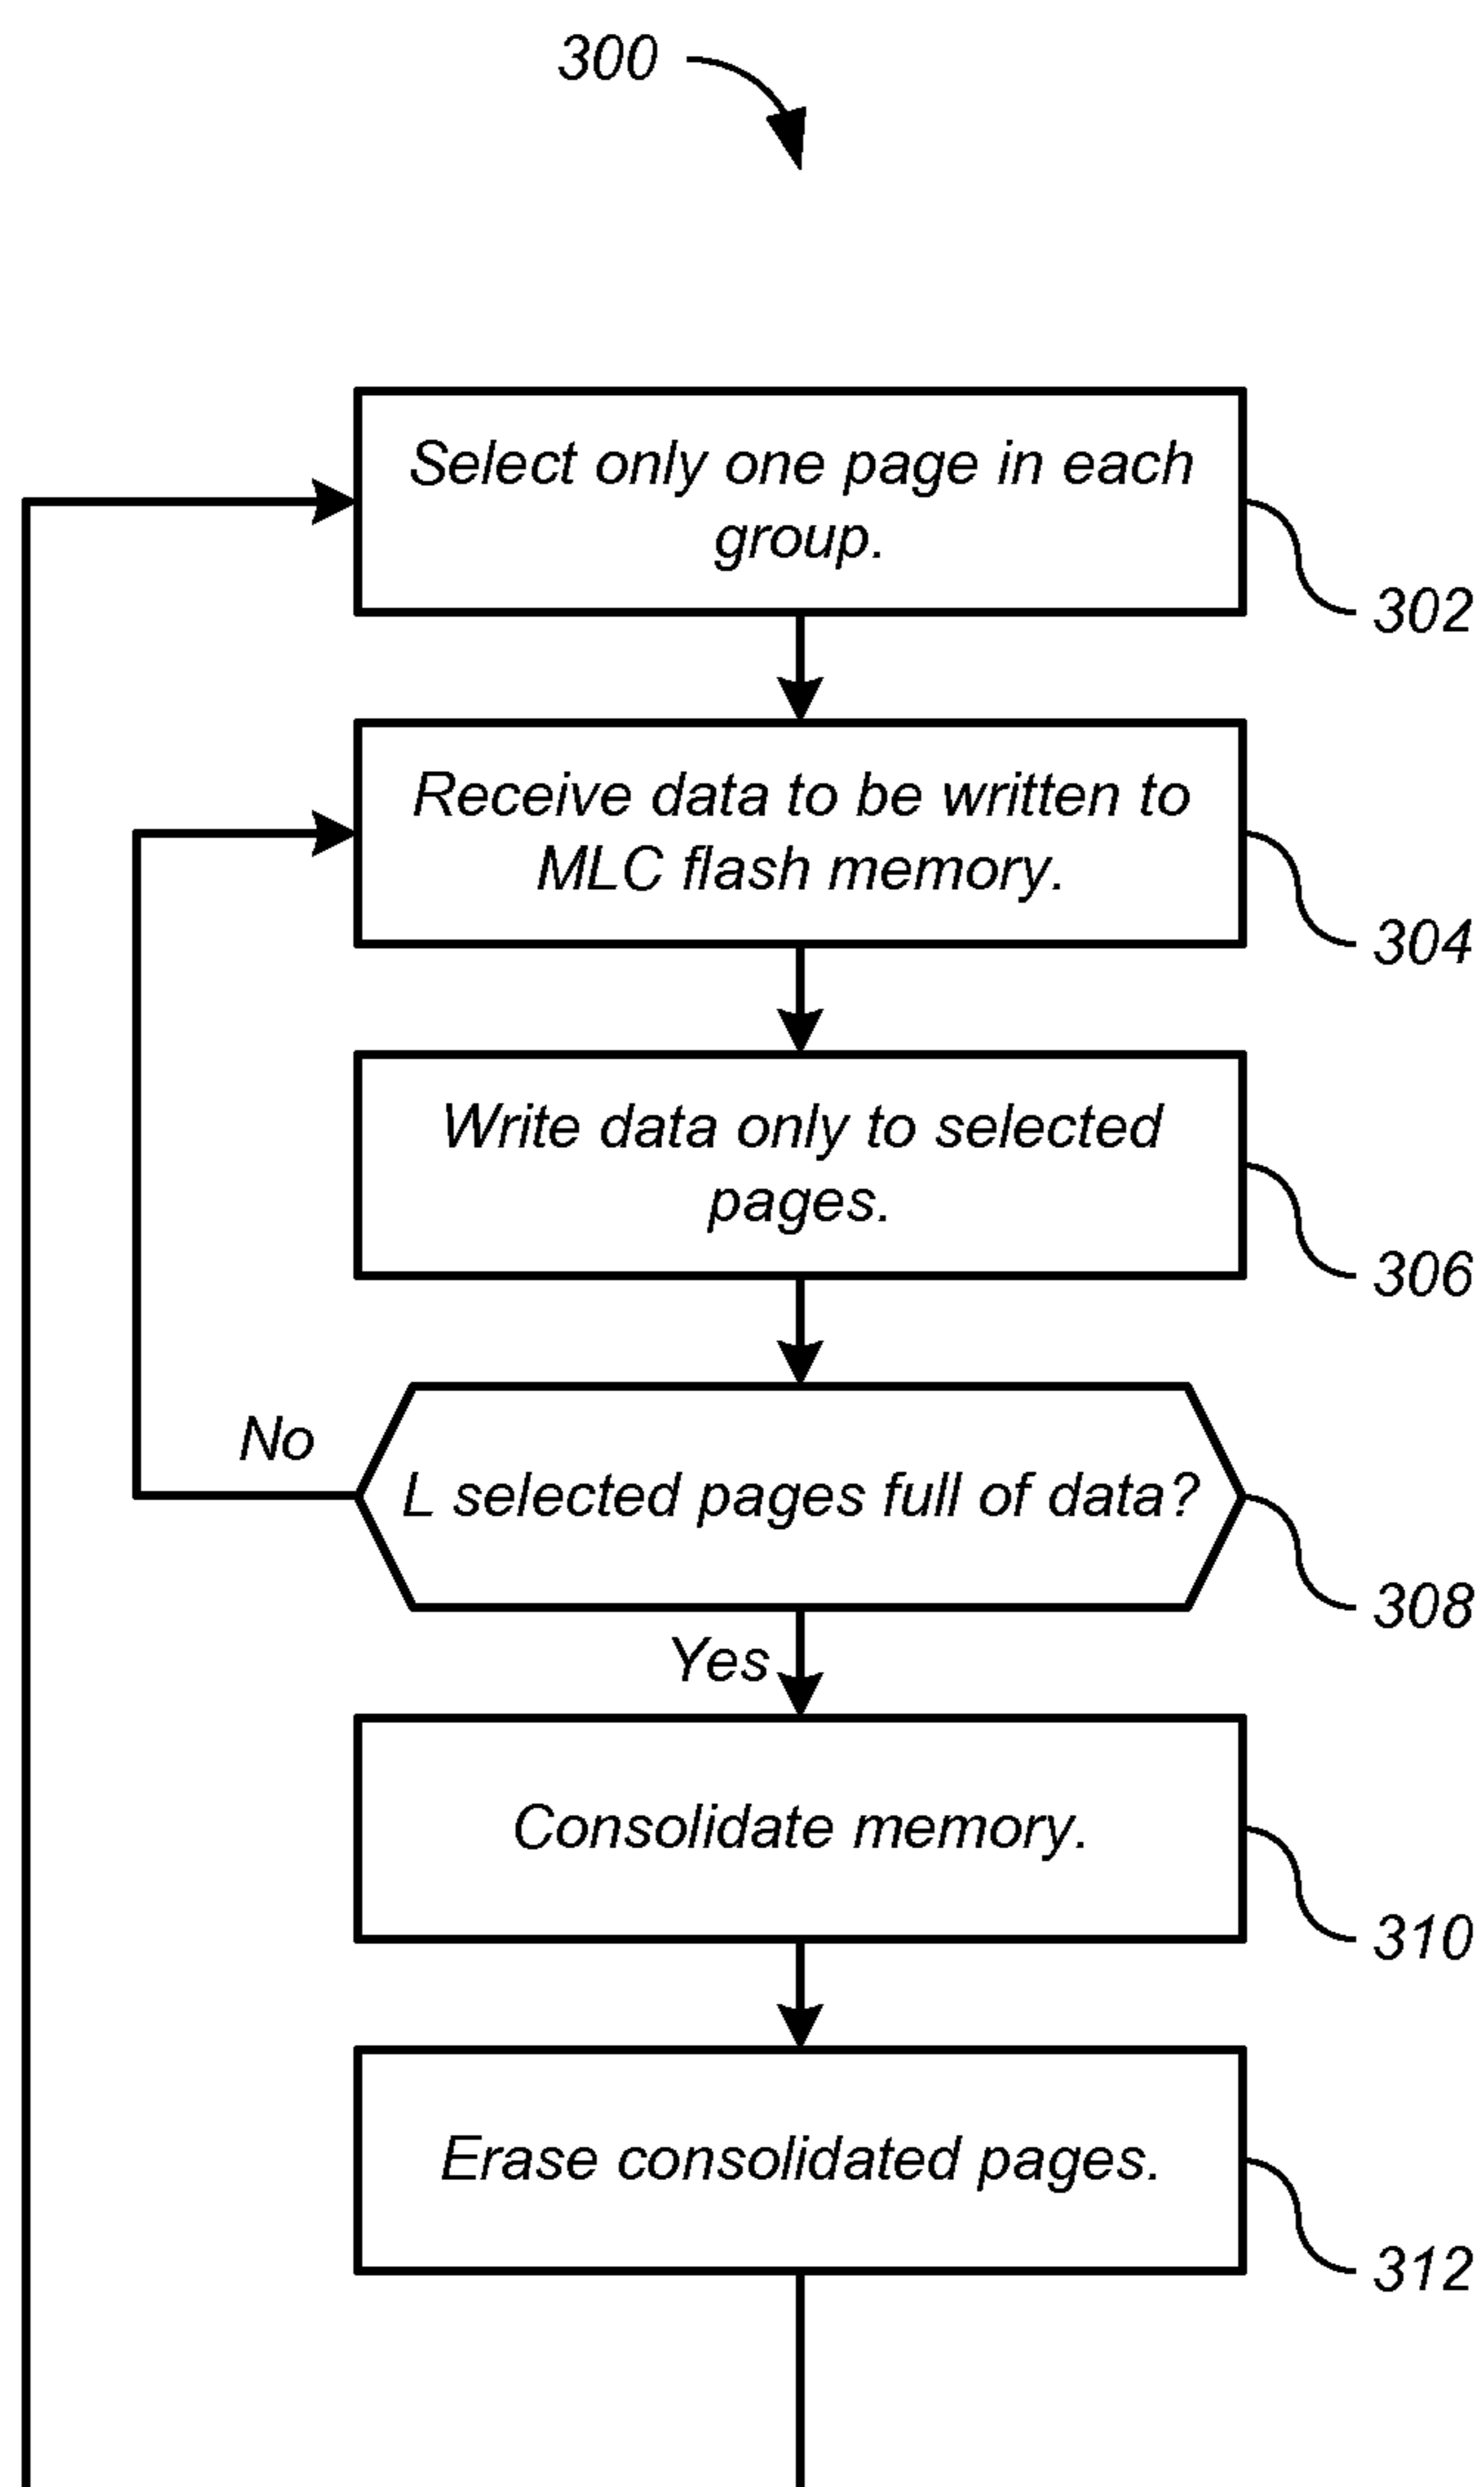 300
Select only one page in each
group.
302
Receive data to be written to
MLC flash memory.
304
Write data only to selected
pages.
306
No
L selected pages full of data?
308
Yes
Consolidate memory.
310
Erase consolidated pages.
312